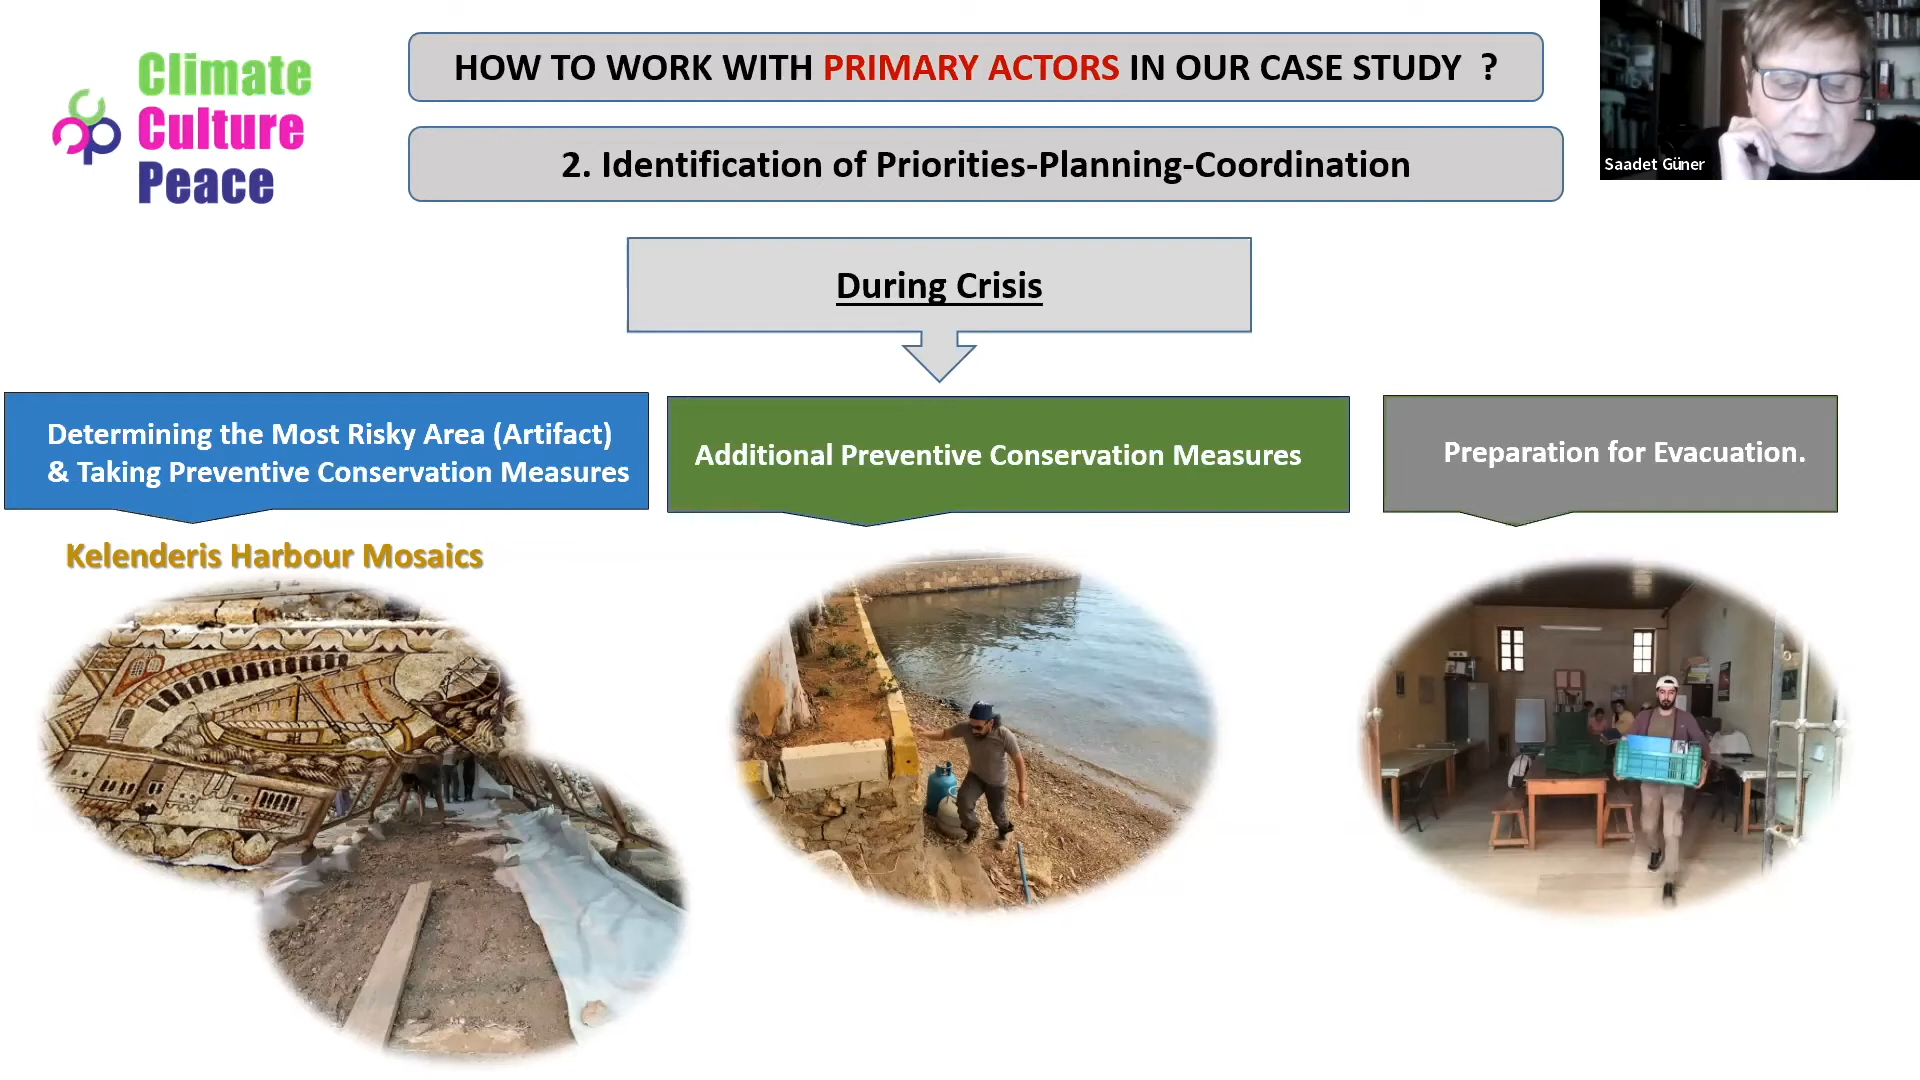 Climate
Culture
Peace
HOW TO WORK WITH PRIMARY ACTORS IN OUR CASE STUDY ?
2. Identification of Priorities-Planning-Coordination
Saadet Güner
During Crisis
Determining the Most Risky Area (Artifact)
& Taking Preventive Conservation Measures
Additional Preventive Conservation Measures
Preparation for Evacuation.
Kelenderis Harbour Mosaics